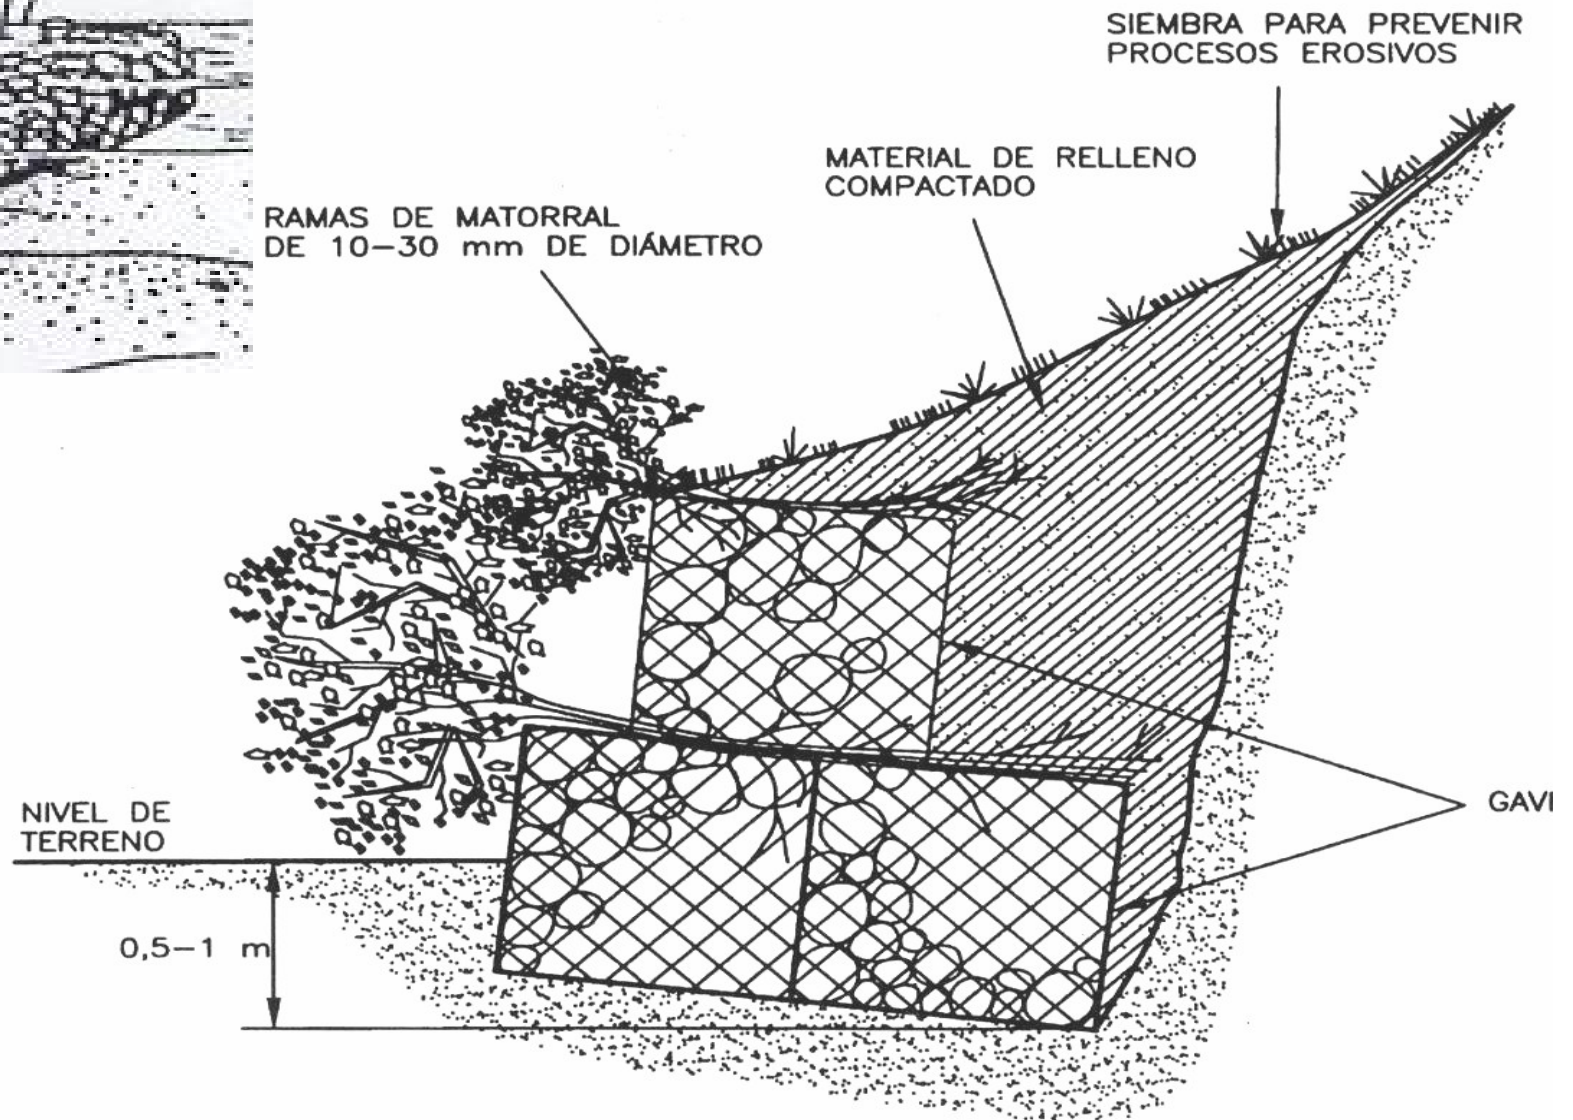 SIEMBRA PARA PREVENIR
PROCESOS EROSIVOS
MATERIAL DE RELLENO
COMPACTADO
RAMAS DE MATORRAL
DE 10-30 mm DE DIÁMETRO
NIVEL DE
TERRENO
0,5-1 m
GAVI